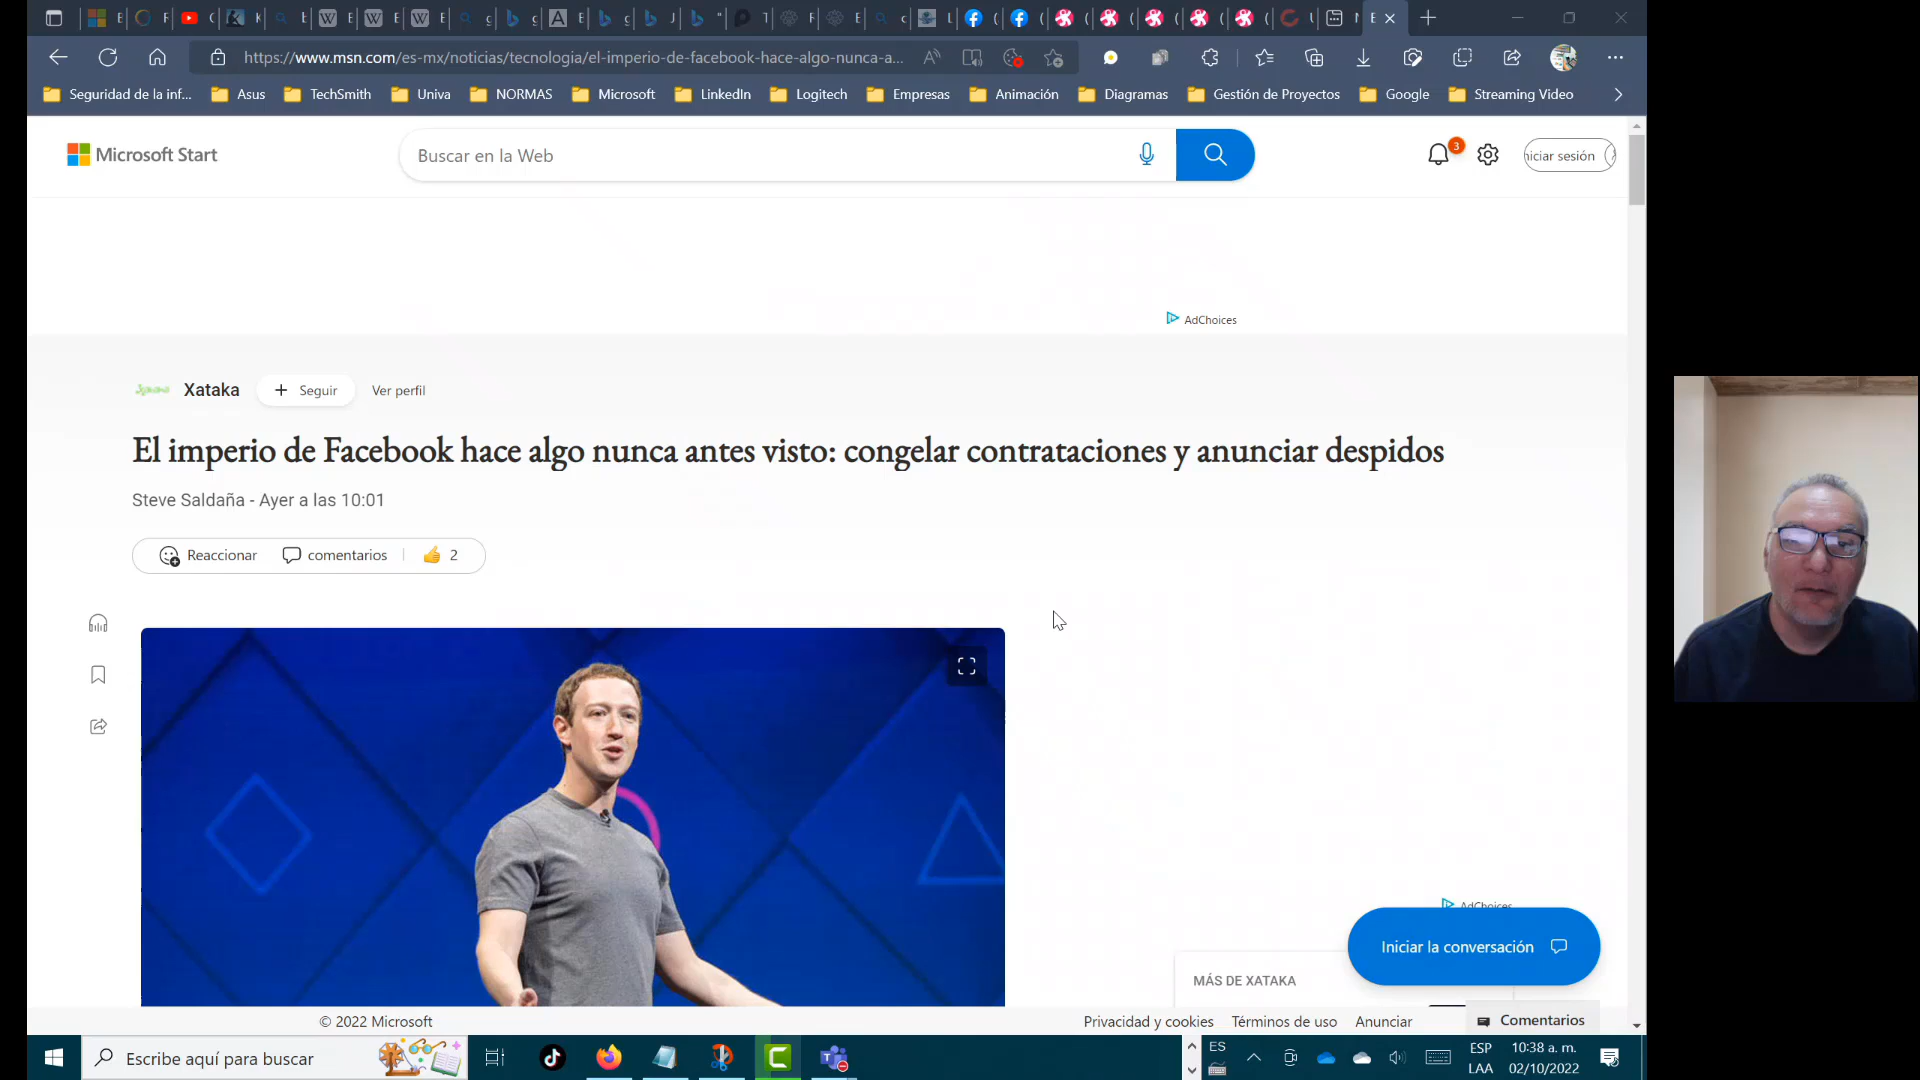 https://www.msn.com/es-mx/noticias/tecnologia/el-imperio-de-facebook-hace-algo-nunca-a...
Seguridad de la inf... Asus TechSmith Univa NORMAS Microsoft LinkedIn Logitech Empresas Animación Diagramas Gestión de Proyectos Google Streaming Video
Microsoft Start
Buscar en la Web
3
niciar sesión
AdChoices
Xataka
Seguir
Ver perfil
El imperio de Facebook hace algo nunca antes visto: congelar contrataciones y anunciar despidos
Steve Saldaña - Ayer a las 10:01
Reaccionar comentarios 2
AdChoices
Iniciar la conversación
MÁS DE XATAKA
© 2022 Microsoft
Privacidad y cookies Términos de uso Anunciar
Comentarios
Escribe aquí para buscar
ES
ESP
LAA
10:38 a. m.
02/10/2022